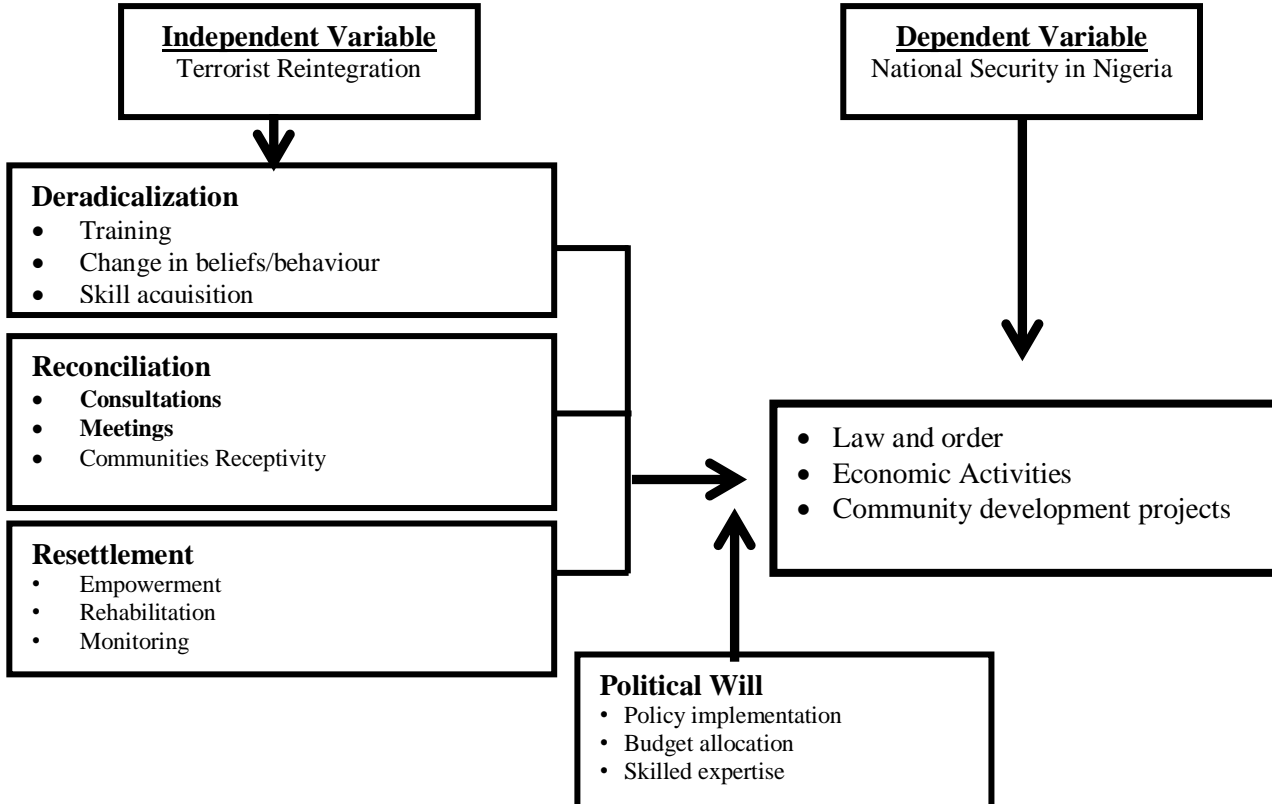 Independent Variable
Terrorist Reintegration
Dependent Variable
National Security in Nigeria
Deradicalization
• Training
• Change in beliefs/behaviour
• Skill acquisition
Reconciliation
• Consultations
• Meetings
• Communities Receptivity
Resettlement
• Empowerment
• Rehabilitation
• Monitoring
• Law and order
• Economic Activities
• Community development projects
Political Will
• Policy implementation
• Budget allocation
• Skilled expertise